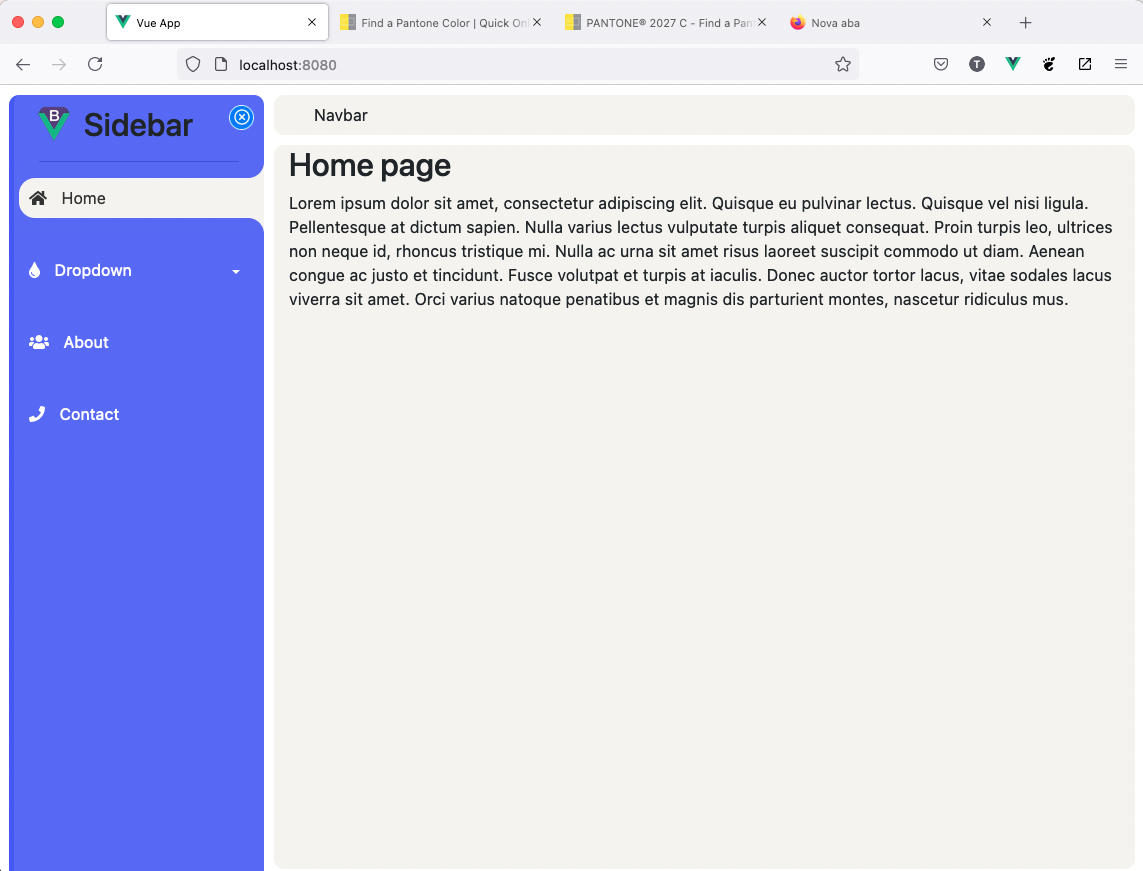 Vue App
Find a Pantone Color | Quick Onl
PANTONE® 2027 C - Find a Pan
Nova aba
localhost:8080
T
B
Sidebar
Navbar
Home
Home page
Lorem ipsum dolor sit amet, consectetur adipiscing elit. Quisque eu pulvinar lectus. Quisque vel nisi ligula.
Pellentesque at dictum sapien. Nulla varius lectus vulputate turpis aliquet consequat. Proin turpis leo, ultrices
non neque id, rhoncus tristique mi. Nulla ac urna sit amet risus laoreet suscipit commodo ut diam. Aenean
congue ac justo et tincidunt. Fusce volutpat et turpis at iaculis. Donec auctor tortor lacus, vitae sodales lacus
viverra sit amet. Orci varius natoque penatibus et magnis dis parturient montes, nascetur ridiculus mus.
Dropdown
About
Contact